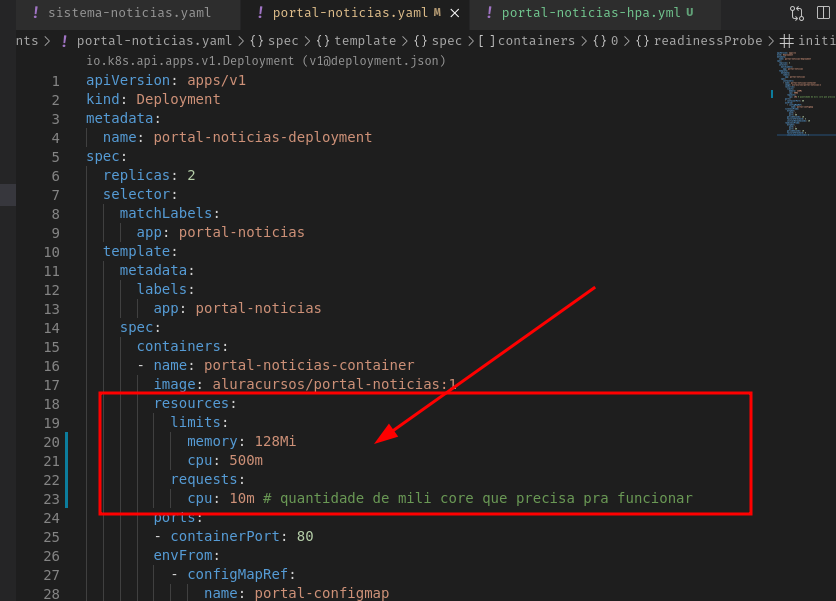 ! sistema-noticias.yaml ! portal-noticias.yaml M ! portal-noticias-hpa.yml U
nts > ! portal-noticias.yaml > {} spec > {} template > {} spec > [ ] containers > {} 0 > {} readinessProbe > initi
io.k8s.api.apps.v1.Deployment (v1@deployment.json)
1 apiVersion: apps/v1
2 kind: Deployment
3 metadata:
4 name: portal-noticias-deployment
5 spec:
6 replicas: 2
7 selector:
8 matchLabels:
9 app: portal-noticias
10 template:
11 metadata:
12 labels:
13 app: portal-noticias
14 spec:
15 containers:
16 - name: portal-noticias-container
17 image: aluracursos/portal-noticias:1
18 resources:
19 limits:
20 memory: 128Mi
21 cpu: 500m
22 requests:
23 cpu: 10m # quantidade de mili core que precisa pra funcionar
24 ports:
25 - containerPort: 80
26 envFrom:
27 - configMapRef:
28 name: portal-configmap